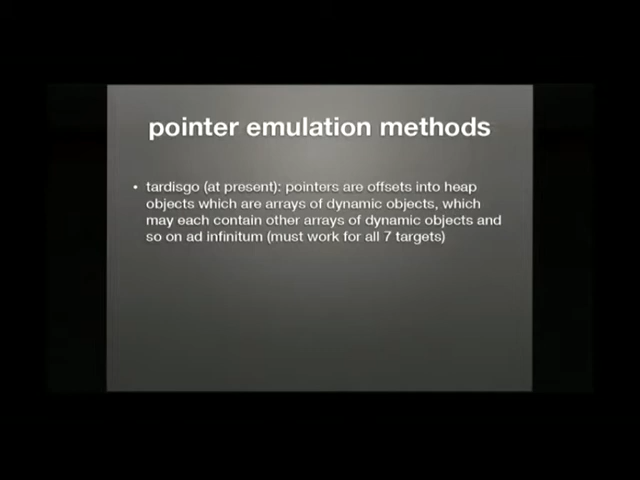 pointer emulation methods
• tardisgo (at present): pointers are offsets into heap
objects which are arrays of dynamic objects, which
may each contain other arrays of dynamic objects and
so on ad infinitum (must work for all 7 targets)